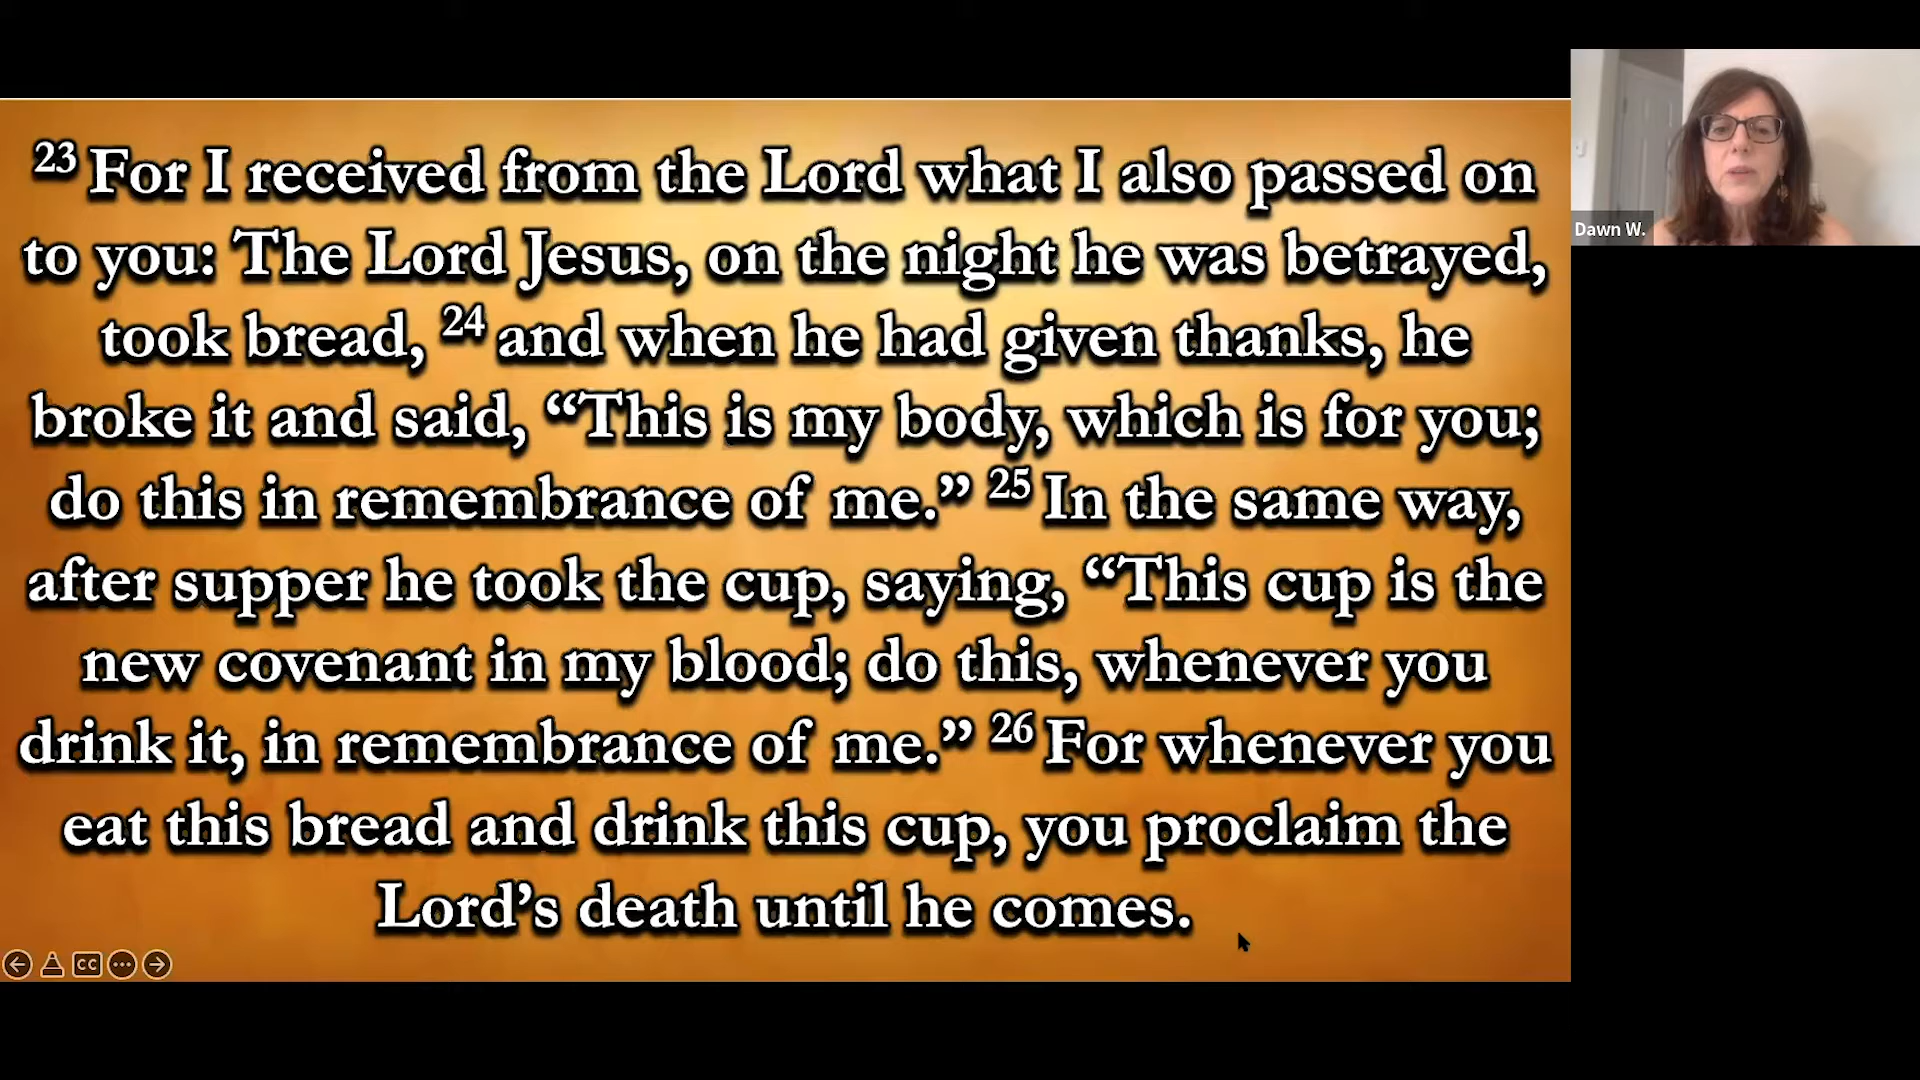 23 For I received from the Lord what I also passed on
to you: The Lord Jesus, on the night he was betrayed,
took bread, 24 and when he had given thanks, he
broke it and said, “This is my body, which is for you;
do this in remembrance of me.” 25 In the same way,
after supper he took the cup, saying, “This cup is the
new covenant in my blood; do this, whenever you
drink it, in remembrance of me.” 26 For whenever you
eat this bread and drink this cup, you proclaim the
Lord’s death until he comes.
CC
Dawn W.